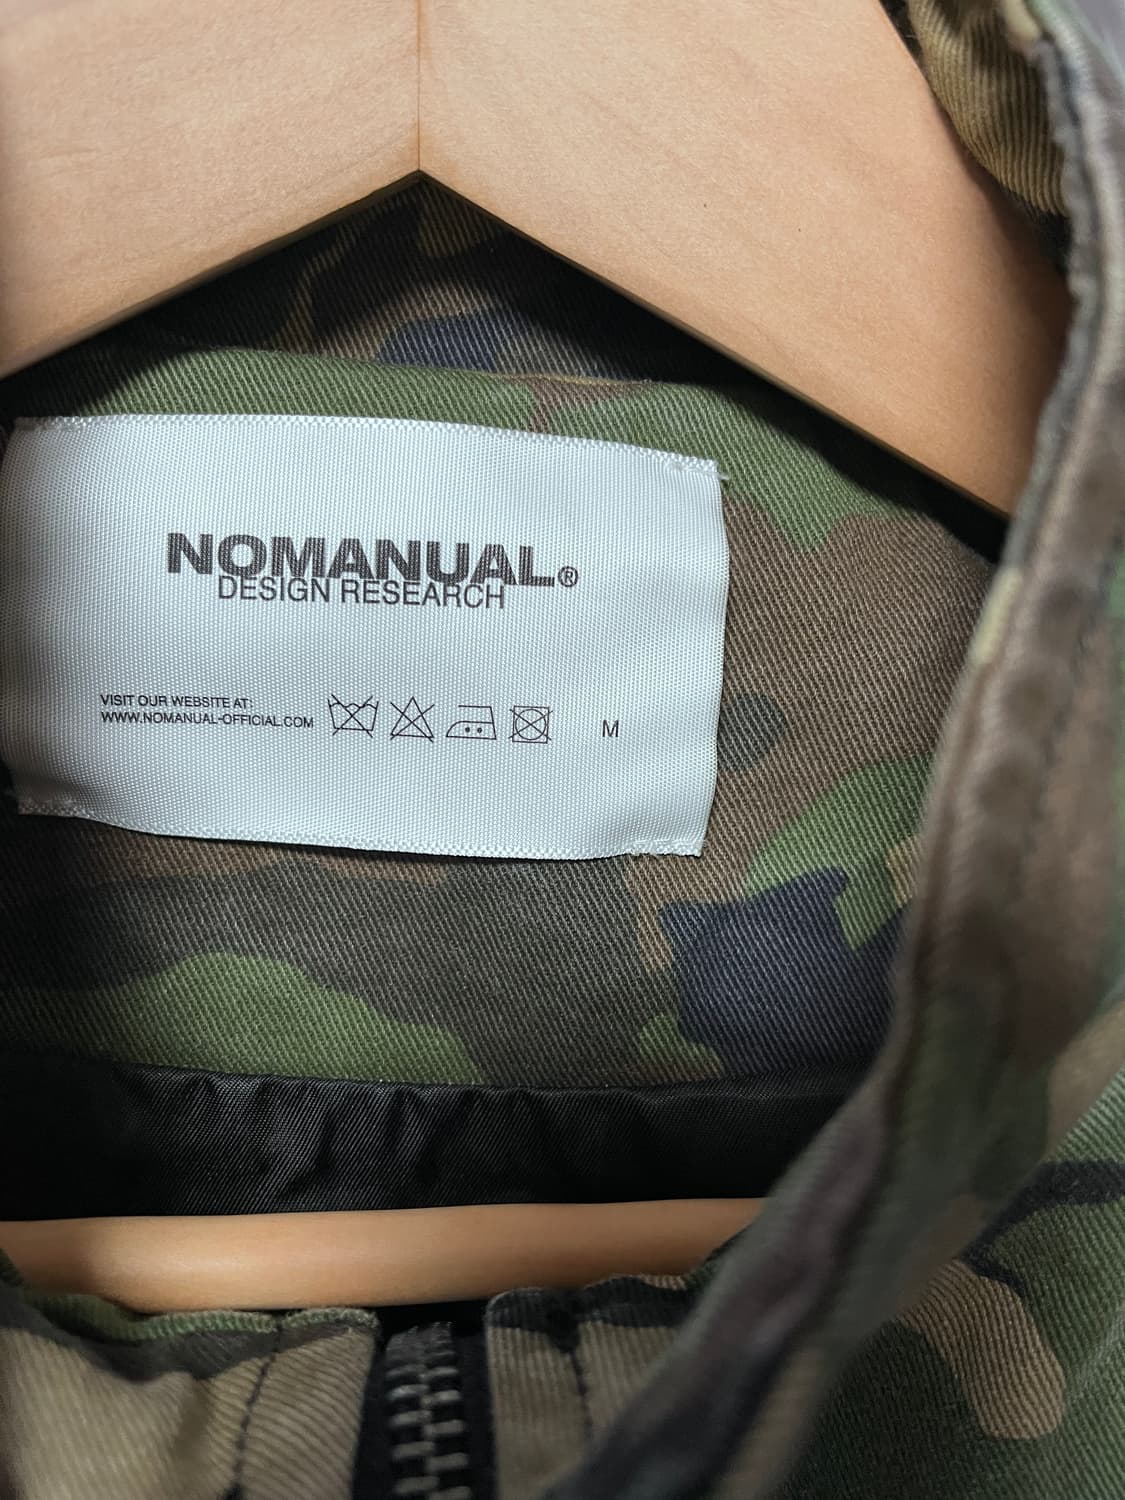 NOMANUAL®
DESIGN RESEARCH
VISIT OUR WEBSITE AT:
WWW.NOMANUAL-OFFICIAL.COM
M